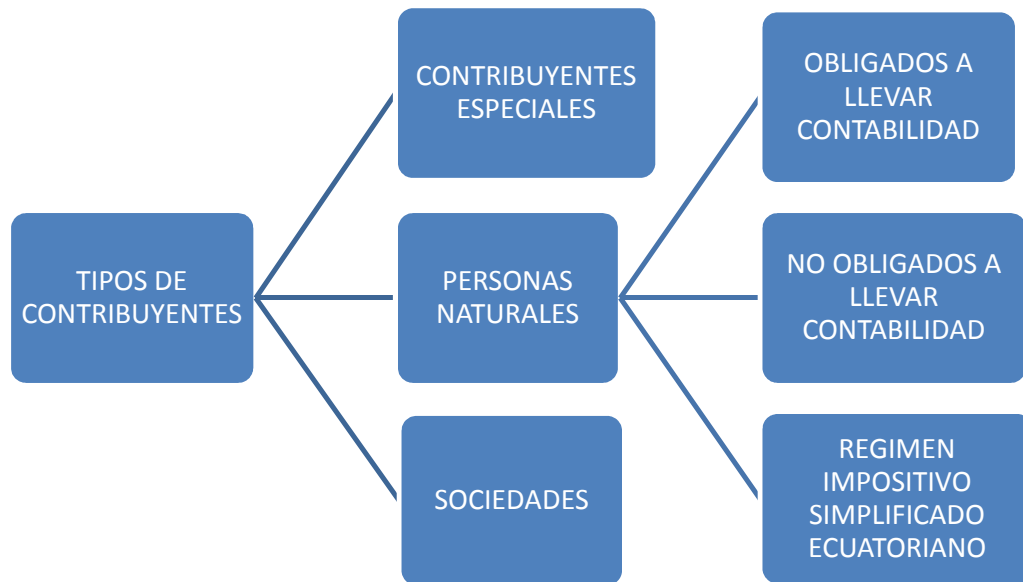 TIPOS DE
CONTRIBUYENTES
CONTRIBUYENTES
ESPECIALES
PERSONAS
NATURALES
SOCIEDADES
OBLIGADOS A
LLEVAR
CONTABILIDAD
NO OBLIGADOS A
LLEVAR
CONTABILIDAD
REGIMEN
IMPOSITIVO
SIMPLIFICADO
ECUATORIANO